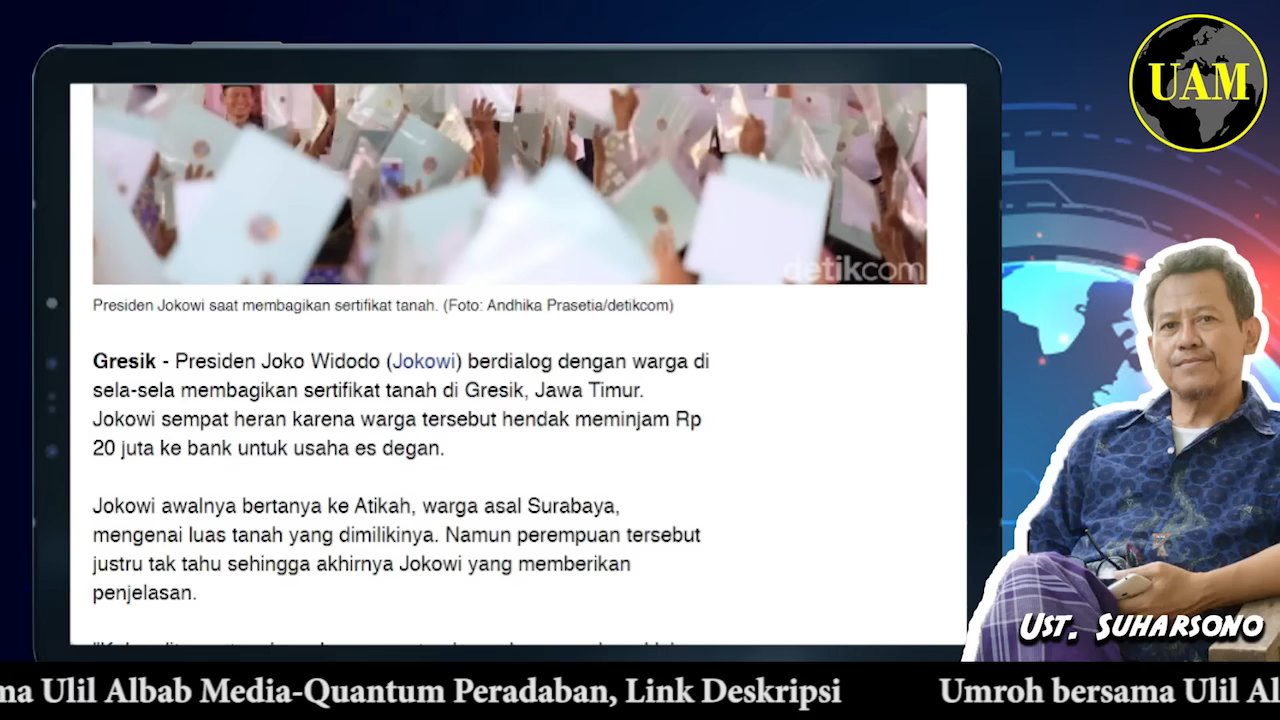 UAM
detikcom
Presiden Jokowi saat membagikan sertifikat tanah. (Foto: Andhika Prasetia/detikcom)
Gresik - Presiden Joko Widodo (Jokowi) berdialog dengan warga di
sela-sela membagikan sertifikat tanah di Gresik, Jawa Timur.
Jokowi sempat heran karena warga tersebut hendak meminjam Rp
20 juta ke bank untuk usaha es degan.
Jokowi awalnya bertanya ke Atikah, warga asal Surabaya,
mengenai luas tanah yang dimilikinya. Namun perempuan tersebut
justru tak tahu sehingga akhirnya Jokowi yang memberikan
penjelasan.
Ust. Suharsono
ma Ulil Albab Media-Quantum Peradaban, Link Deskripsi Umroh bersama Ulil Al